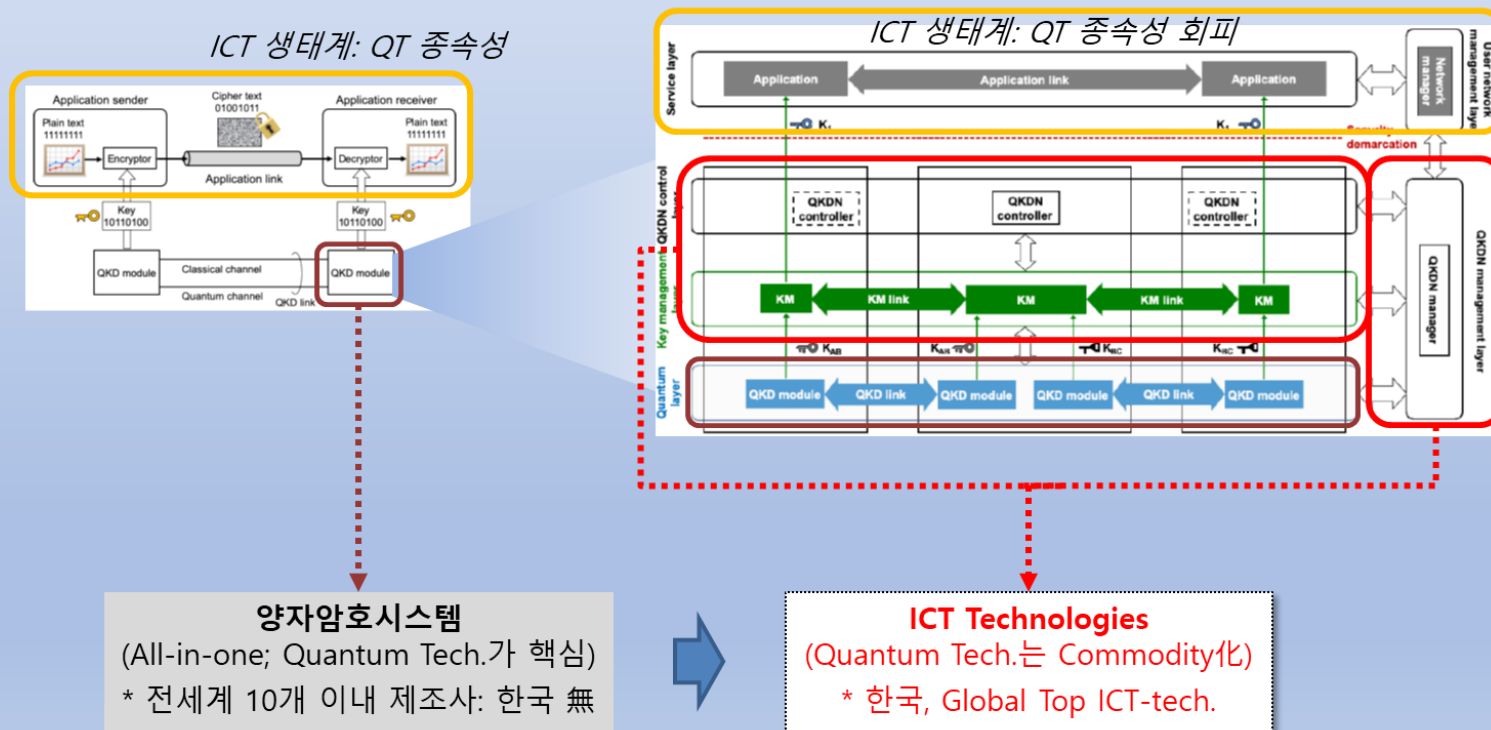 ICT 생태계: QT 종속성
Application sender
Cipher text
01001011
Application receiver
Plain text
11111111
Plain text
11111111
Encryptor
Decryptor
Application link
Key
10110100
Key
10110100
QKD module
Classical channel
QKD module
Quantum channel
QKD link
ICT 생태계: QT 종속성 회피
Service layer
Application
Application link
Application
Network manager
User network management layer
K
K
Security
demarcation
QKDN control layer
QKDN controller
QKDN controller
QKDN controller
Key management layer
KM
KM link
KM
KM link
KM
QKDN manager
QKDN management layer
KAB
KAB
KBC
KBC
Quantum layer
QKD module
QKD link
QKD module
QKD module
QKD link
QKD module
양자암호시스템
(All-in-one; Quantum Tech.가 핵심)
* 전세계 10개 이내 제조사: 한국 無
ICT Technologies
(Quantum Tech.는 Commodity化)
* 한국, Global Top ICT-tech.